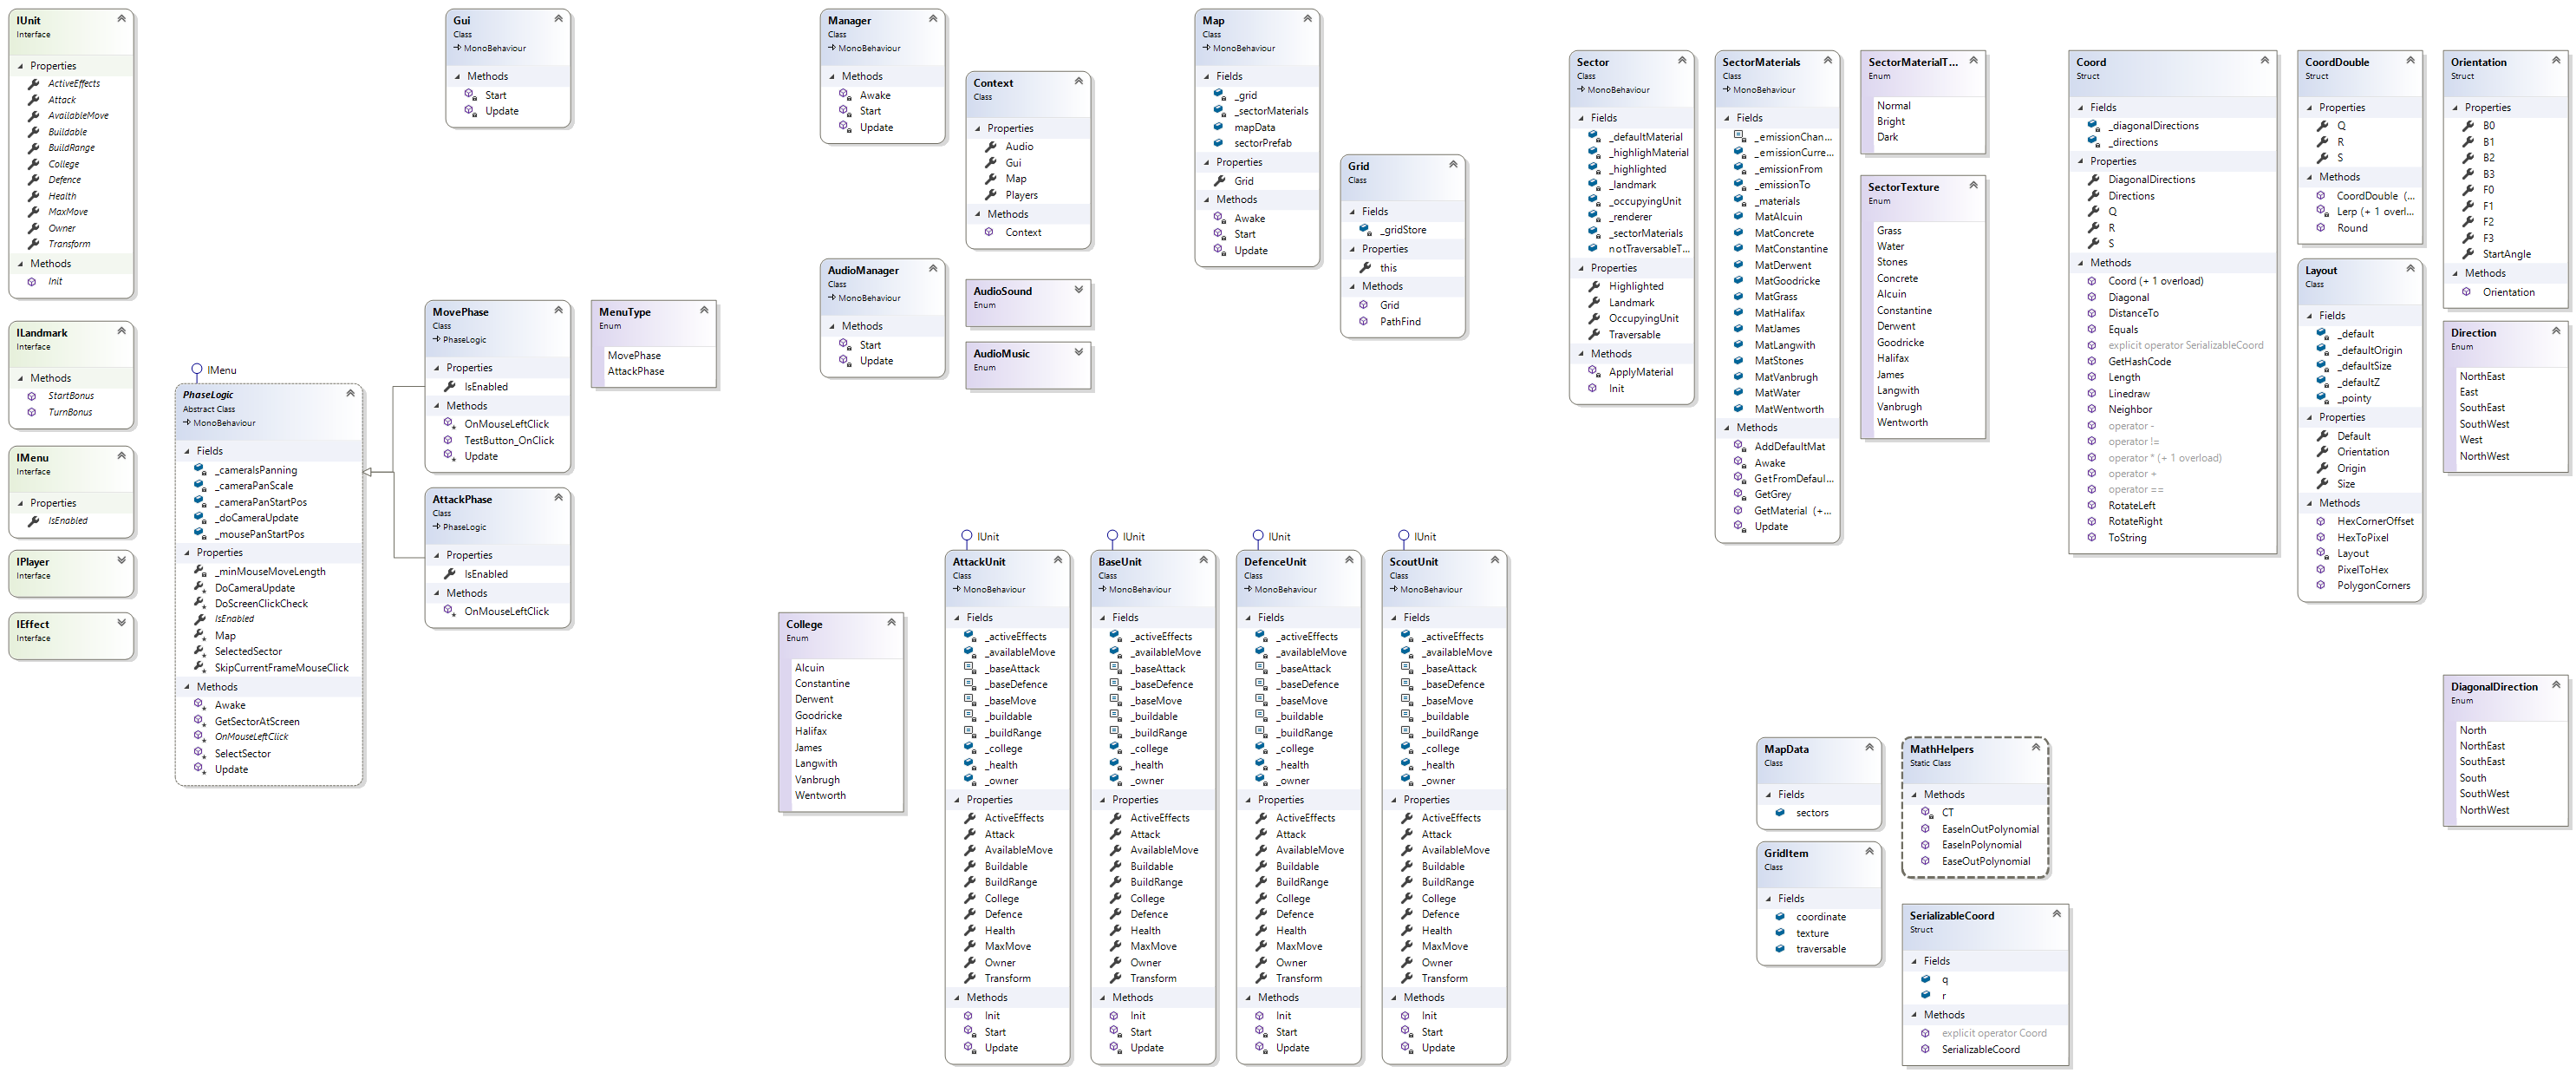 IUnit
Interface
Properties
ActiveEffects
Attack
AvailableMove
Buildable
BuildRange
College
Defence
Health
MaxMove
Owner
Transform
Methods
Init
ILandmark
Interface
Methods
StartBonus
TurnBonus
IMenu
Interface
Properties
IsEnabled
IPlayer
Interface
IEffect
Interface
IMenu
PhaseLogic
Abstract Class
MonoBehaviour
Fields
_cameraIsPanning
_cameraPanScale
_cameraPanStartPos
_doCameraUpdate
_mousePanStartPos
Properties
_minMouseMoveLength
DoCameraUpdate
DoScreenClickCheck
IsEnabled
Map
SelectedSector
SkipCurrentFrameMouseClick
Methods
Awake
GetSectorAtScreen
OnMouseLeftClick
SelectSector
Update
Gui
Class
MonoBehaviour
Methods
Start
Update
MovePhase
Class
PhaseLogic
Properties
IsEnabled
Methods
OnMouseLeftClick
TestButton_OnClick
Update
AttackPhase
Class
PhaseLogic
Properties
IsEnabled
Methods
OnMouseLeftClick
MenuType
Enum
MovePhase
AttackPhase
Manager
Class
MonoBehaviour
Methods
Awake
Start
Update
AudioManager
Class
MonoBehaviour
Methods
Start
Update
Context
Class
Properties
Audio
Gui
Map
Players
Methods
Context
AudioSound
Enum
AudioMusic
Enum
College
Enum
Alcuin
Constantine
Derwent
Goodricke
Halifax
James
Langwith
Vanbrugh
Wentworth
Map
Class
MonoBehaviour
Fields
_grid
_sectorMaterials
mapData
sectorPrefab
Properties
Grid
Methods
Awake
Start
Update
Grid
Class
Fields
_gridStore
Properties
this
Methods
Grid
PathFind
IUnit
AttackUnit
Class
MonoBehaviour
Fields
_activeEffects
_availableMove
_baseAttack
_baseDefence
_baseMove
_buildable
_buildRange
_college
_health
_owner
Properties
ActiveEffects
Attack
AvailableMove
Buildable
BuildRange
College
Defence
Health
MaxMove
Owner
Transform
Methods
Init
Start
Update
IUnit
BaseUnit
Class
MonoBehaviour
Fields
_activeEffects
_availableMove
_baseAttack
_baseDefence
_baseMove
_buildable
_buildRange
_college
_health
_owner
Properties
ActiveEffects
Attack
AvailableMove
Buildable
BuildRange
College
Defence
Health
MaxMove
Owner
Transform
Methods
Init
Start
Update
IUnit
DefenceUnit
Class
MonoBehaviour
Fields
_activeEffects
_availableMove
_baseAttack
_baseDefence
_baseMove
_buildable
_buildRange
_college
_health
_owner
Properties
ActiveEffects
Attack
AvailableMove
Buildable
BuildRange
College
Defence
Health
MaxMove
Owner
Transform
Methods
Init
Start
Update
IUnit
ScoutUnit
Class
MonoBehaviour
Fields
_activeEffects
_availableMove
_baseAttack
_baseDefence
_baseMove
_buildable
_buildRange
_college
_health
_owner
Properties
ActiveEffects
Attack
AvailableMove
Buildable
BuildRange
College
Defence
Health
MaxMove
Owner
Transform
Methods
Init
Start
Update
Sector
Class
MonoBehaviour
Fields
_defaultMaterial
_highlighMaterial
_highlighted
_landmark
_occupyingUnit
_renderer
_sectorMaterials
notTraversableT...
Properties
Highlighted
Landmark
OccupyingUnit
Traversable
Methods
ApplyMaterial
Init
SectorMaterials
Class
MonoBehaviour
Fields
_emissionChan...
_emissionCurre...
_emissionFrom
_emissionTo
_materials
MatAlcuin
MatConcrete
MatConstantine
MatDerwent
MatGoodricke
MatGrass
MatHalifax
MatJames
MatLangwith
MatStones
MatVanbrugh
MatWater
MatWentworth
Methods
AddDefaultMat
Awake
GetFromDefaul...
GetGrey
GetMaterial (+...
Update
SectorMaterialT...
Enum
Normal
Bright
Dark
SectorTexture
Enum
Grass
Water
Stones
Concrete
Alcuin
Constantine
Derwent
Goodricke
Halifax
James
Langwith
Vanbrugh
Wentworth
MapData
Class
Fields
sectors
GridItem
Class
Fields
coordinate
texture
traversable
MathHelpers
Static Class
Methods
CT
EaseInOutPolynomial
EaseInPolynomial
EaseOutPolynomial
SerializableCoord
Struct
Fields
q
r
Methods
explicit operator Coord
SerializableCoord
Coord
Struct
Fields
_diagonalDirections
_directions
Properties
DiagonalDirections
Directions
Q
R
S
Methods
Coord (+ 1 overload)
Diagonal
DistanceTo
Equals
explicit operator SerializableCoord
GetHashCode
Length
Linedraw
Neighbor
operator -
operator !=
operator * (+ 1 overload)
operator +
operator ==
RotateLeft
RotateRight
ToString
CoordDouble
Struct
Properties
Q
R
S
Methods
CoordDouble (...
Lerp (+ 1 overl...
Round
Layout
Class
Fields
_default
_defaultOrigin
_defaultSize
_defaultZ
_pointy
Properties
Default
Orientation
Origin
Size
Methods
HexCornerOffset
HexToPixel
Layout
PixelToHex
PolygonCorners
Orientation
Struct
Properties
B0
B1
B2
B3
F0
F1
F2
F3
StartAngle
Methods
Orientation
Direction
Enum
NorthEast
East
SouthEast
SouthWest
West
NorthWest
DiagonalDirection
Enum
North
NorthEast
SouthEast
South
SouthWest
NorthWest